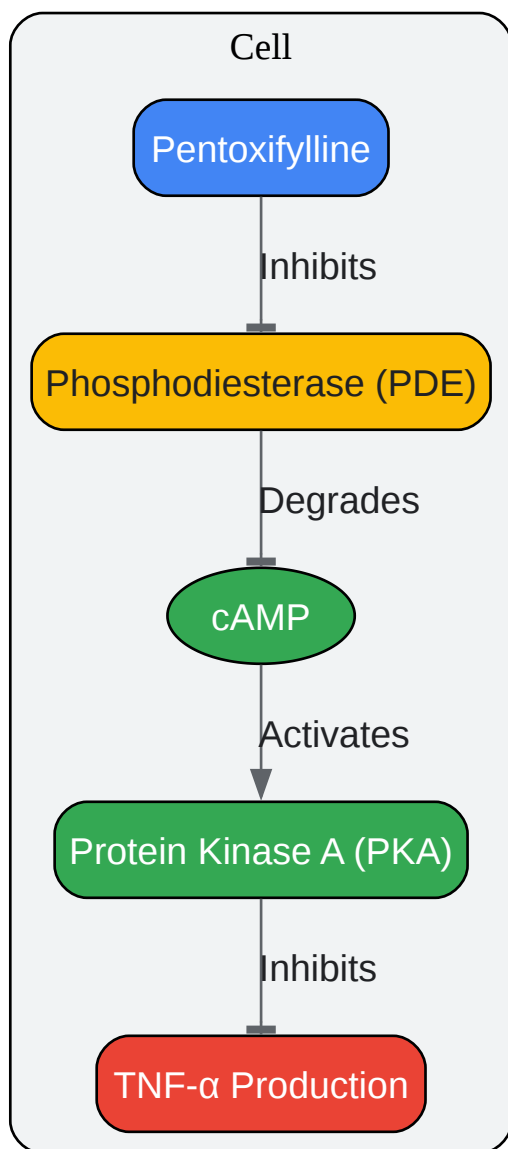 Cell
Pentoxifylline
Inhibits
Phosphodiesterase (PDE)
Degrades
cAMP
Activates
Protein Kinase A (PKA)
Inhibits
TNF-α Production